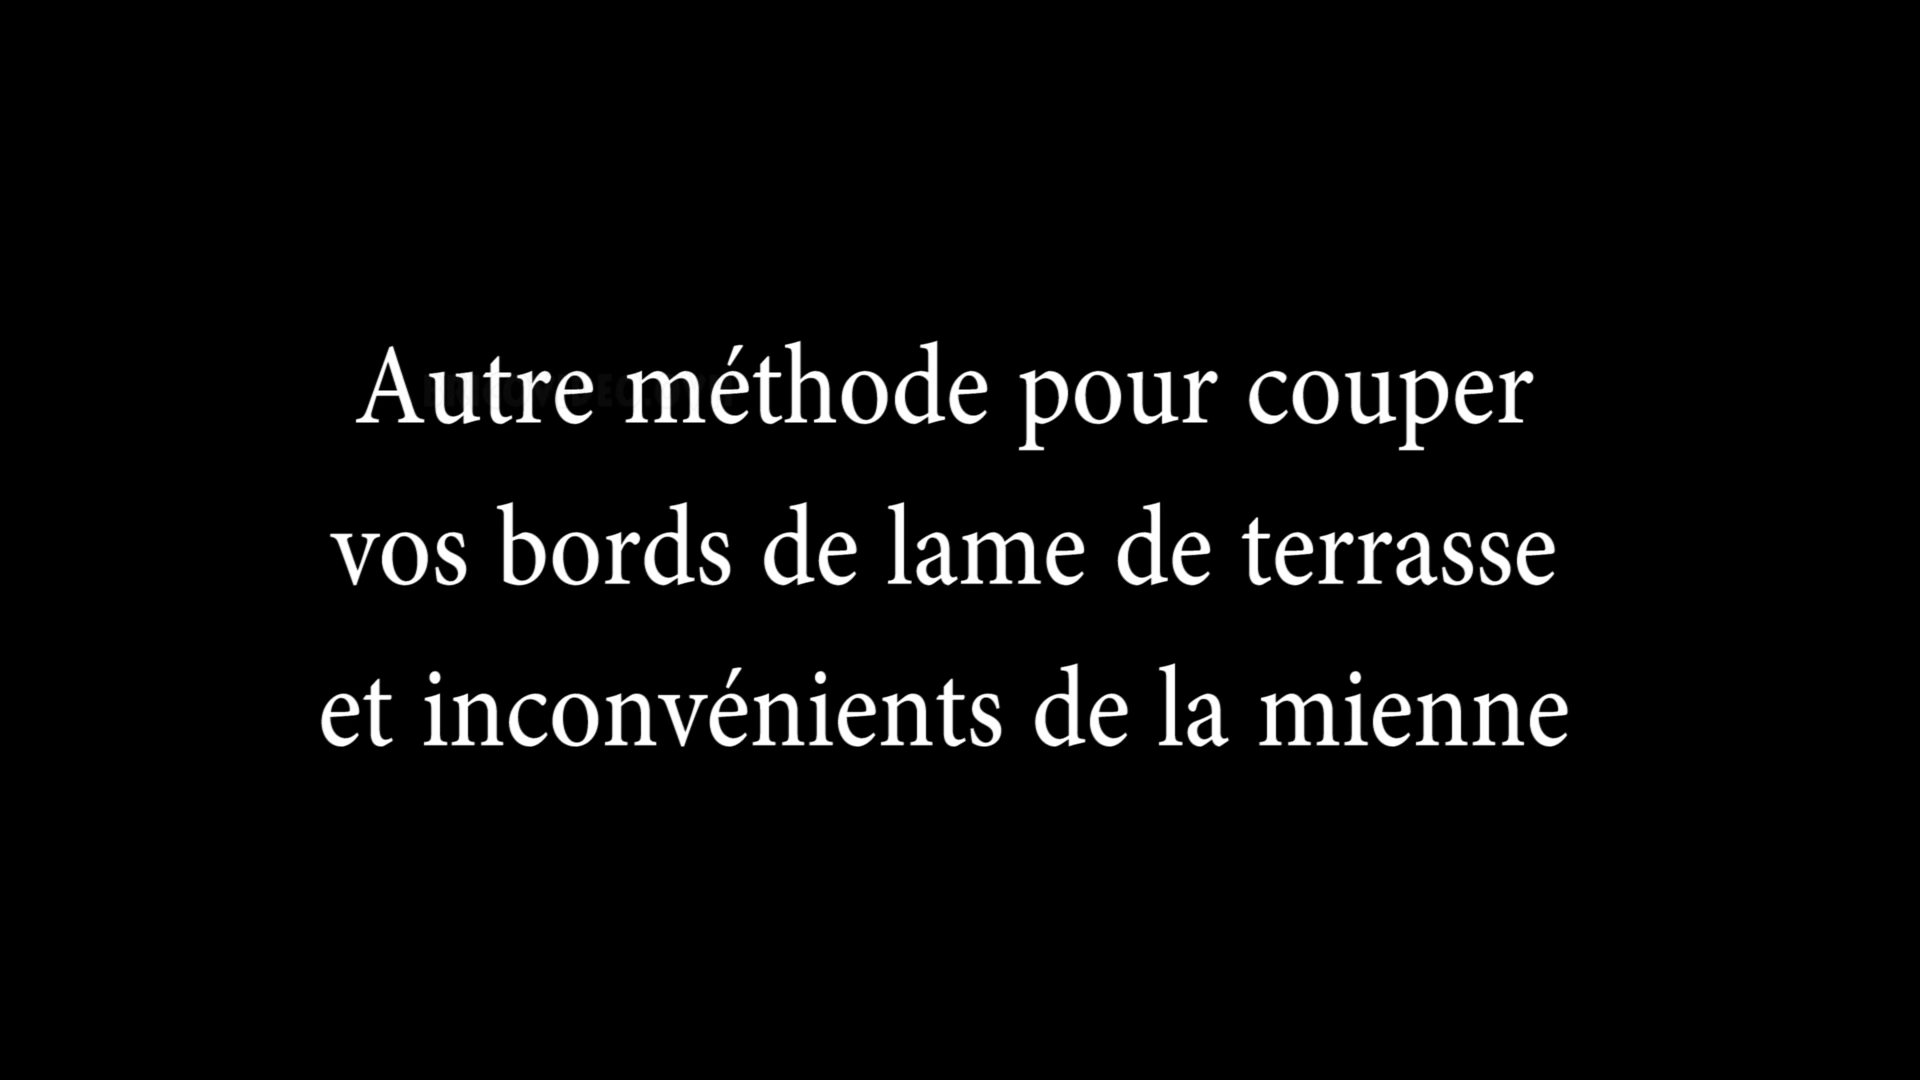 Autre méthode pour couper
vos bords de lame de terrasse
et inconvénients de la mienne